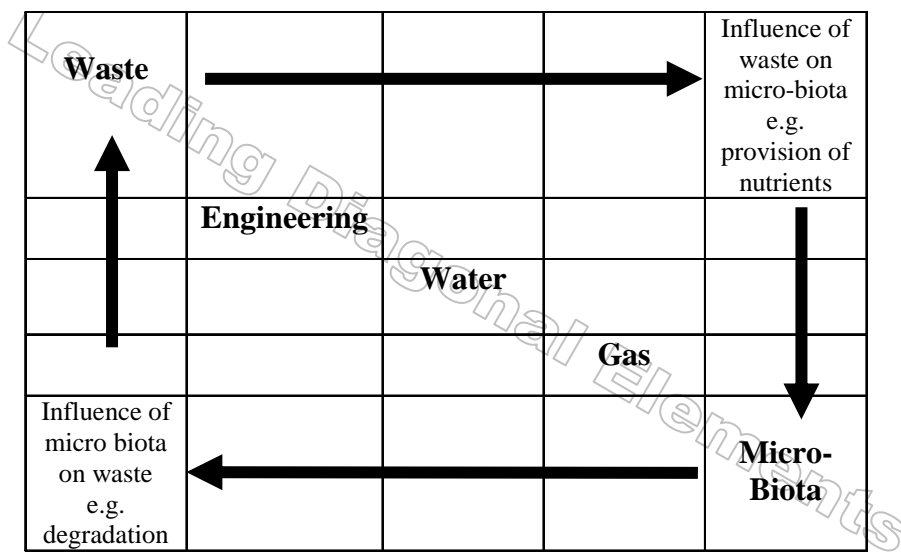 Waste
Influence of
waste on
micro-biota
e.g.
provision of
nutrients
Engineering
Water
Gas
Influence of
micro biota
on waste
e.g.
degradation
Micro-
Biota
Leadling Diagonal Elements